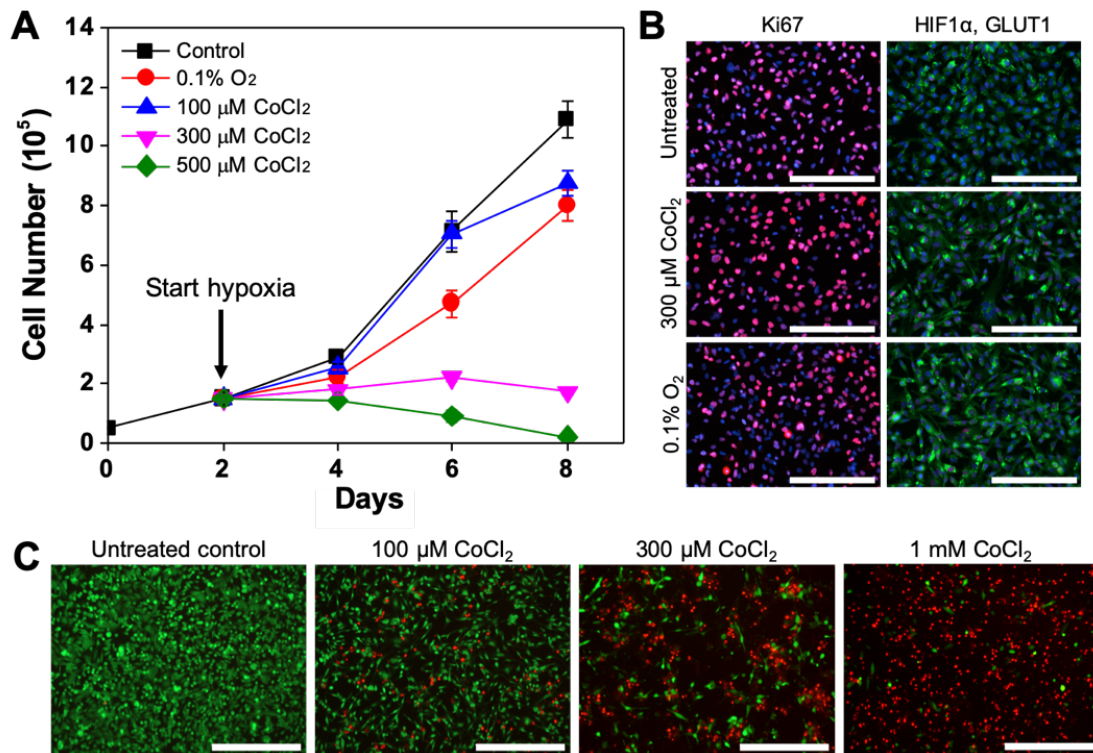 A
Cell Number (10⁵)
14
12
10
8
6
4
2
0
Control
0.1% O₂
100 μM CoCl₂
300 μM CoCl₂
500 μM CoCl₂
Start hypoxia
0 2 4 6 8
Days
B
Ki67 HIF1α, GLUT1
Untreated
300 μM CoCl₂
0.1% O₂
C
Untreated control 100 μM CoCl₂ 300 μM CoCl₂ 1 mM CoCl₂